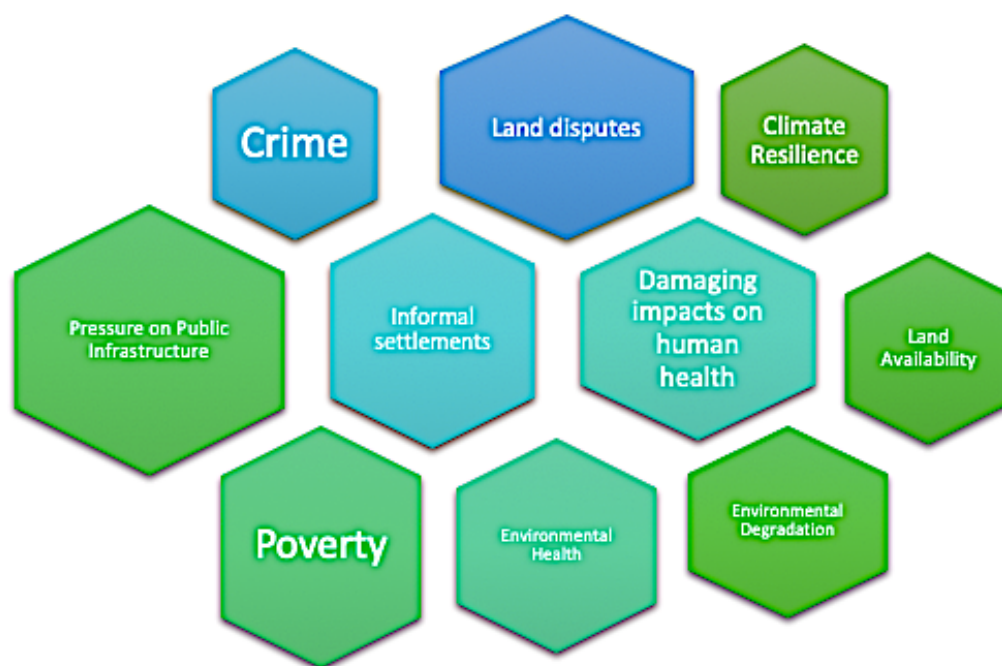 Crime
Land disputes
Climate
Resilience
Pressure on Public
Infrastructure
Informal
settlements
Damaging
impacts on
human
health
Land
Availability
Poverty
Environmental
Health
Environmental
Degradation